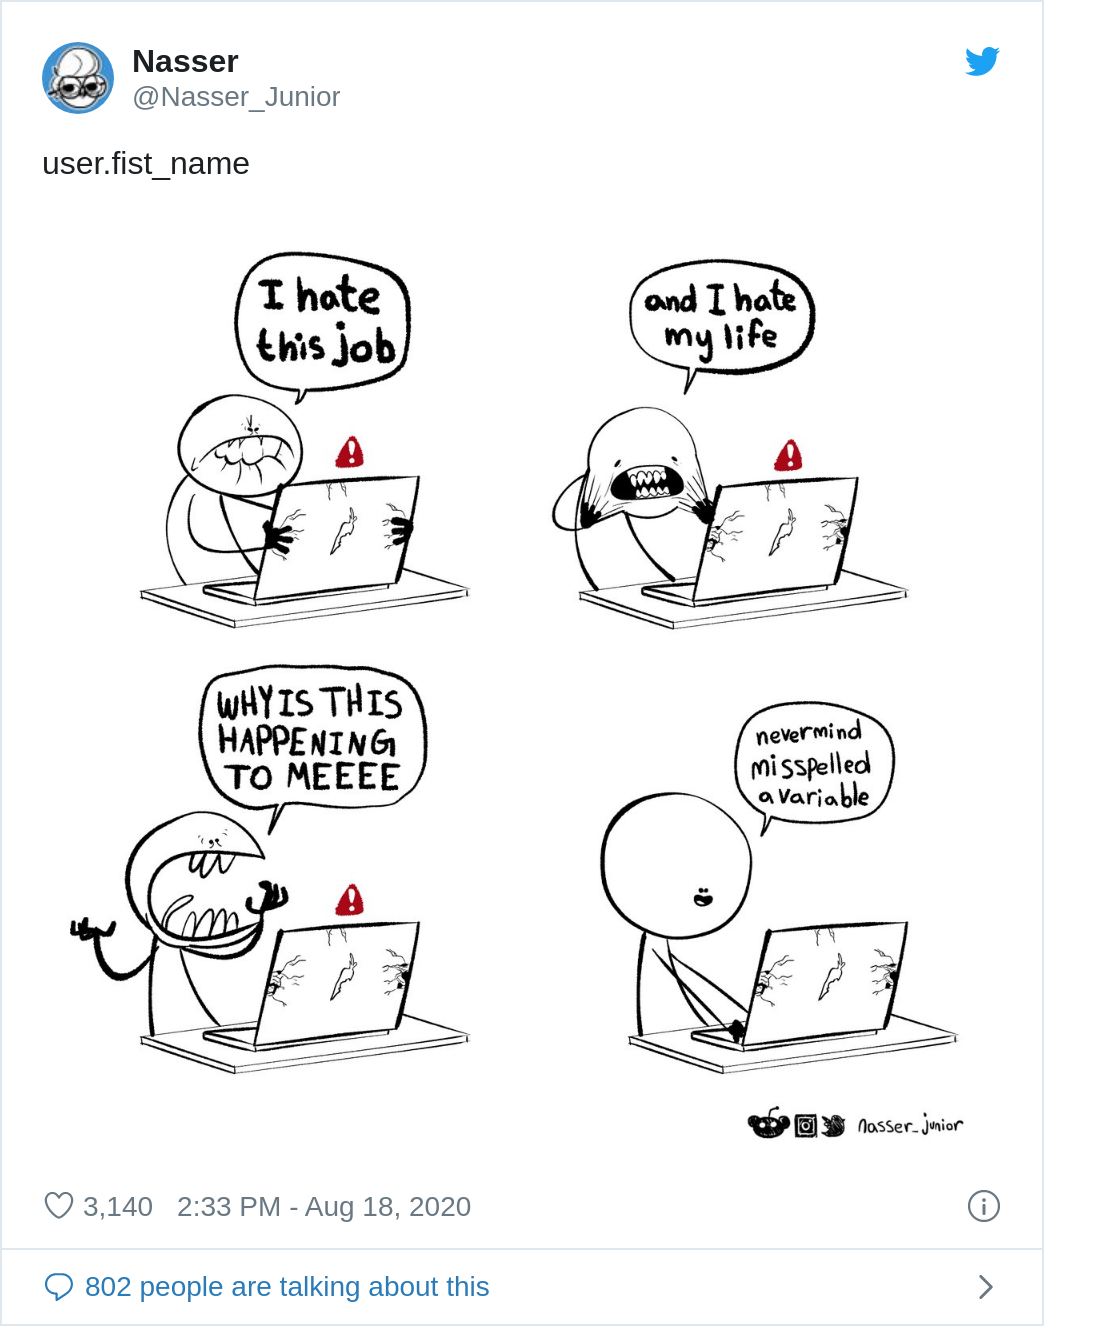 Nasser
@Nasser_Junior
user.fist_name
I hate
this job
and I hate
my life
WHY IS THIS
HAPPENING
TO MEEEE
nevermind
misspelled
a variable
nasser_junior
3,140 2:33 PM - Aug 18, 2020
802 people are talking about this